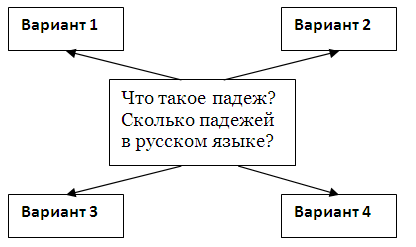 Вариант 1
Вариант 2
Что такое падеж?
Сколько падежей
в русском языке?
Вариант 3
Вариант 4